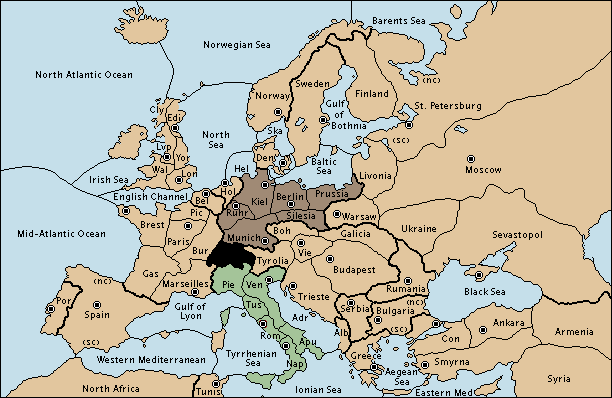 Barents Sea
Norwegian Sea
North Atlantic Ocean
(nc)
Sweden
Finland
Norway
Gulf
of
Bothnia
St. Petersburg
Cly
Edi
Ska
North
Sea
(sc)
Lvp
Yor
Den
Baltic
Sea
Moscow
Wal
Lon
Hel
Livonia
Irish Sea
English Channel
Hol
Kiel
Berlin
Prussia
Bel
Ruhr
Pic
Silesia
Warsaw
Brest
Mid-Atlantic Ocean
Paris
Munich
Boh
Galicia
Ukraine
Sevastopol
Bur
Vie
Tyrolia
Budapest
Gas
Marseilles
Pie
Ven
(nc)
Rumania
Black Sea
Trieste
Por
Spain
Gulf of
Lyon
Tus
Serbia
(nc)
Bulgaria
Adr
Rom
Alb
(sc)
Ankara
Armenia
(sc)
Apu
Con
Western Mediterranean
Tyrrhenian
Sea
Nap
Greece
Aegean
Sea
Smyrna
Syria
North Africa
Tunis
Ionian Sea
Eastern Med